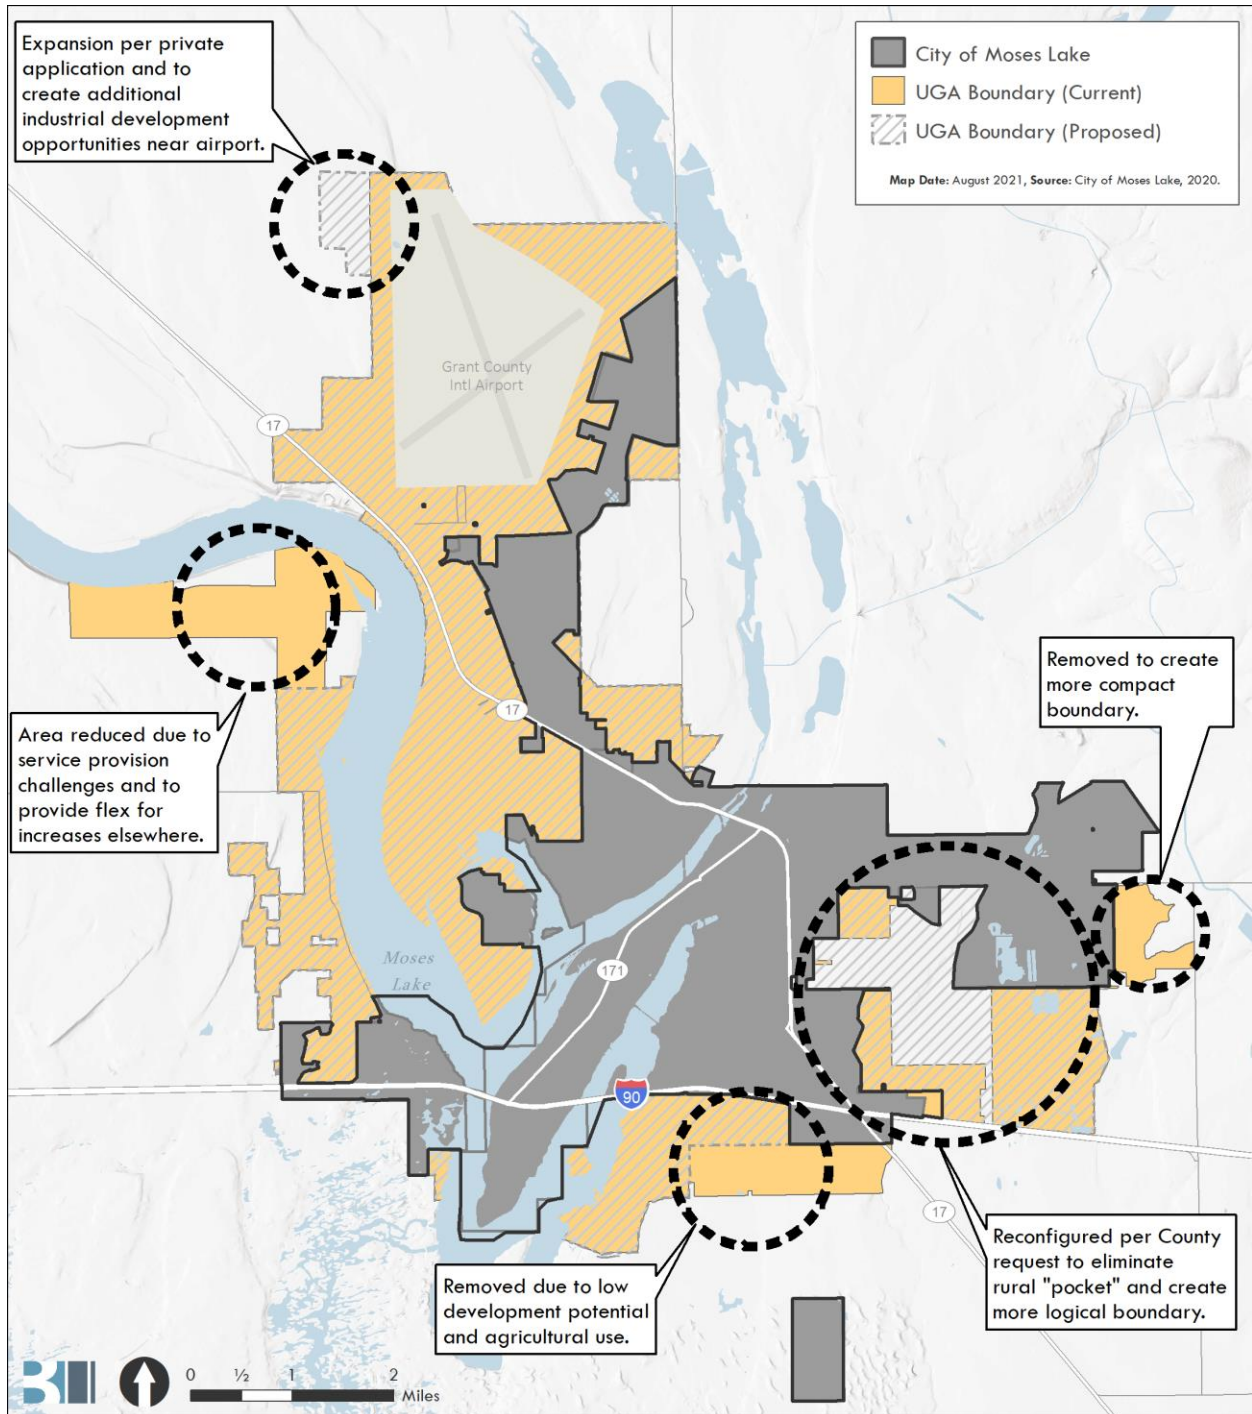 Expansion per private
application and to
create additional
industrial development
opportunities near airport.
City of Moses Lake
UGA Boundary (Current)
UGA Boundary (Proposed)
Map Date: August 2021, Source: City of Moses Lake, 2020.
Grant County
Intl Airport
17
Removed to create
more compact
boundary.
17
Area reduced due to
service provision
challenges and to
provide flex for
increases elsewhere.
Moses
Lake
171
90
17
Reconfigured per County
request to eliminate
rural "pocket" and create
more logical boundary.
Removed due to low
development potential
and agricultural use.
0 ½ 1 2
Miles